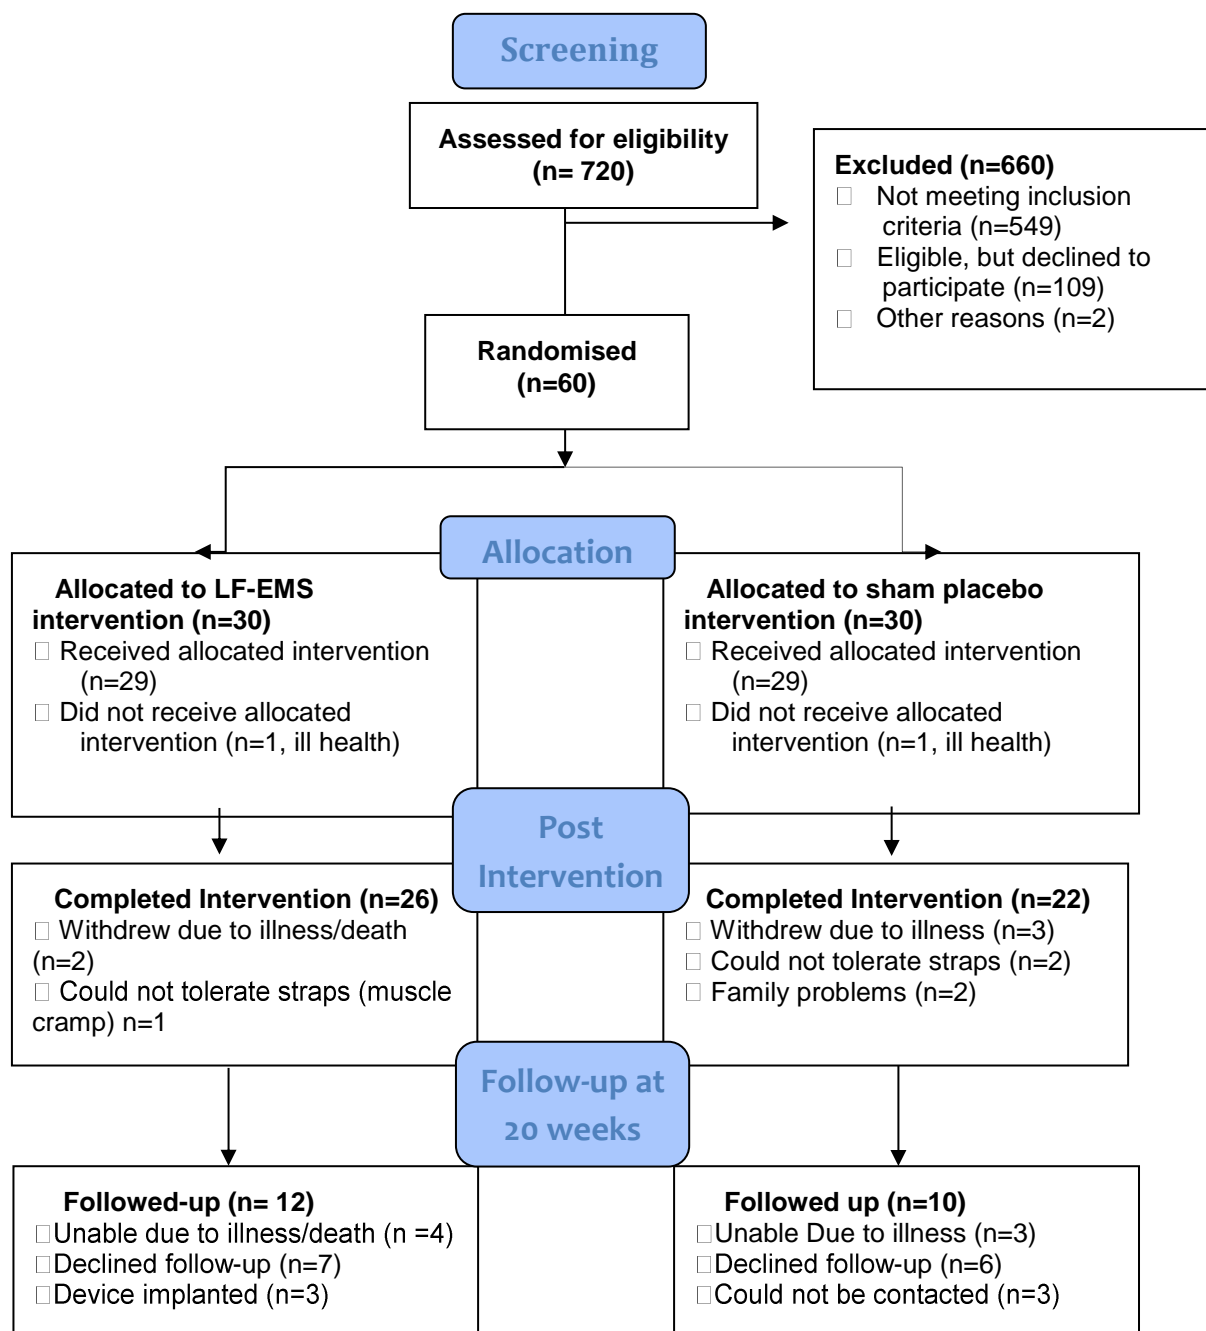 Screening
Assessed for eligibility
(n= 720)
Excluded (n=660)
□ Not meeting inclusion
criteria (n=549)
□ Eligible, but declined to
participate (n=109)
□ Other reasons (n=2)
Randomised
(n=60)
Allocation
Allocated to LF-EMS
intervention (n=30)
□ Received allocated intervention
(n=29)
□ Did not receive allocated
intervention (n=1, ill health)
Allocated to sham placebo
intervention (n=30)
□ Received allocated intervention
(n=29)
□ Did not receive allocated
intervention (n=1, ill health)
Post
Intervention
Completed Intervention (n=26)
□ Withdrew due to illness/death
(n=2)
□ Could not tolerate straps (muscle
cramp) n=1
Completed Intervention (n=22)
□ Withdrew due to illness (n=3)
□ Could not tolerate straps (n=2)
□ Family problems (n=2)
Follow-up at
20 weeks
Followed-up (n= 12)
□Unable due to illness/death (n =4)
□Declined follow-up (n=7)
□Device implanted (n=3)
Followed up (n=10)
□Unable Due to illness (n=3)
□Declined follow-up (n=6)
□Could not be contacted (n=3)